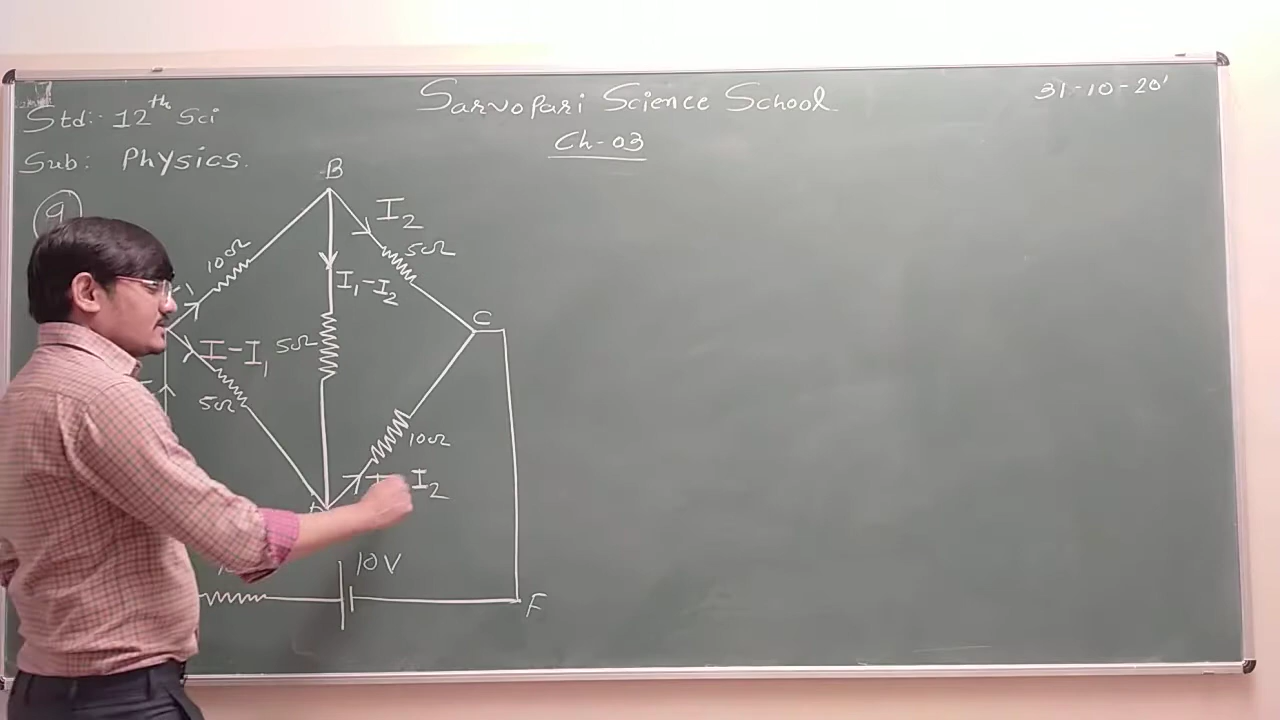 Sarvopari Science School
31-10-20'
Std:- 12th Sci
Ch-03
Sub: Physics.
9
B
I2
10Ω
5Ω
I1-I2
C
I-I1
5Ω
5Ω
10Ω
I2
10V
F